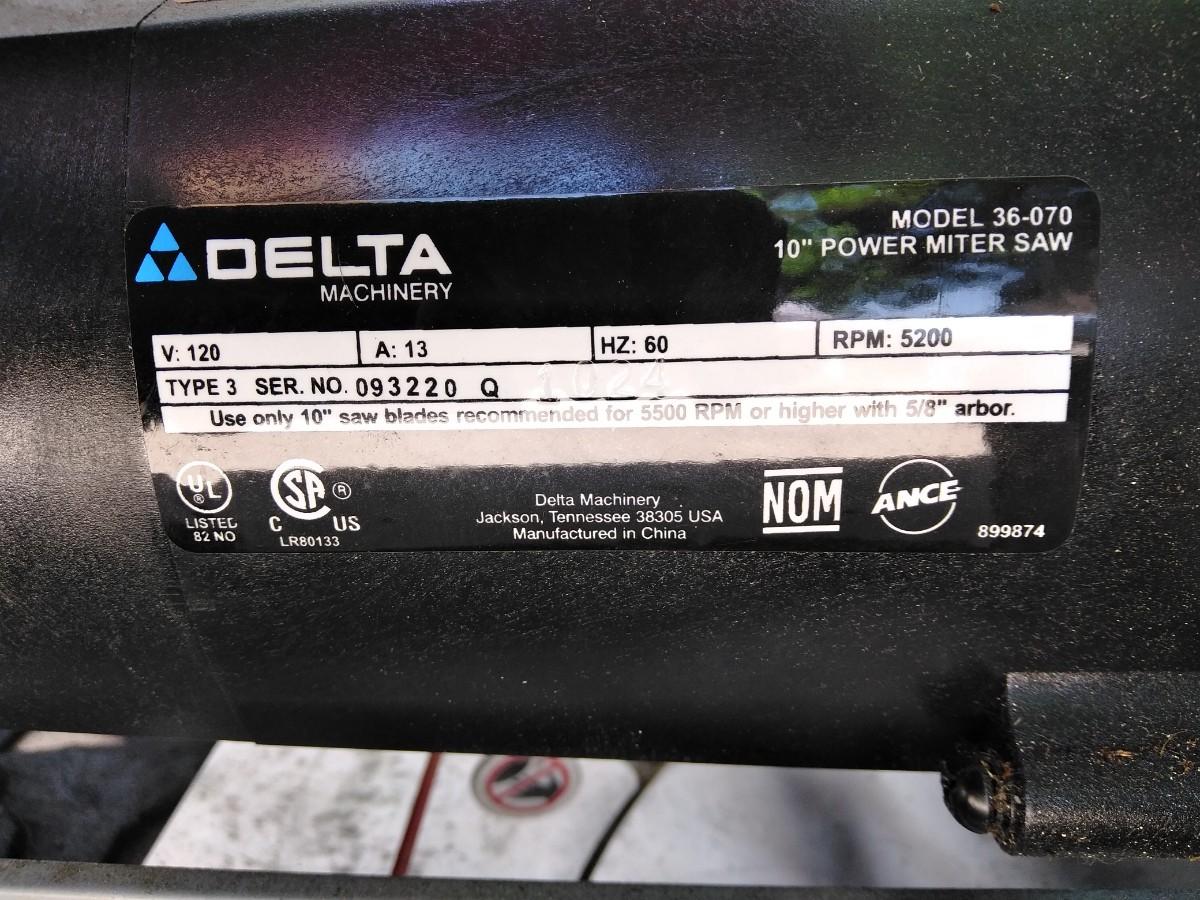 DELTA
MACHINERY
MODEL 36-070
10" POWER MITER SAW
V: 120
A: 13
HZ: 60
RPM: 5200
TYPE 3 SER. NO. 093220 Q
1024
Use only 10" saw blades recommended for 5500 RPM or higher with 5/8" arbor.
UL ®
LISTED
82 NO
SA ®
C US
LR80133
Delta Machinery
Jackson, Tennessee 38305 USA
Manufactured in China
NOM
ANCE
899874